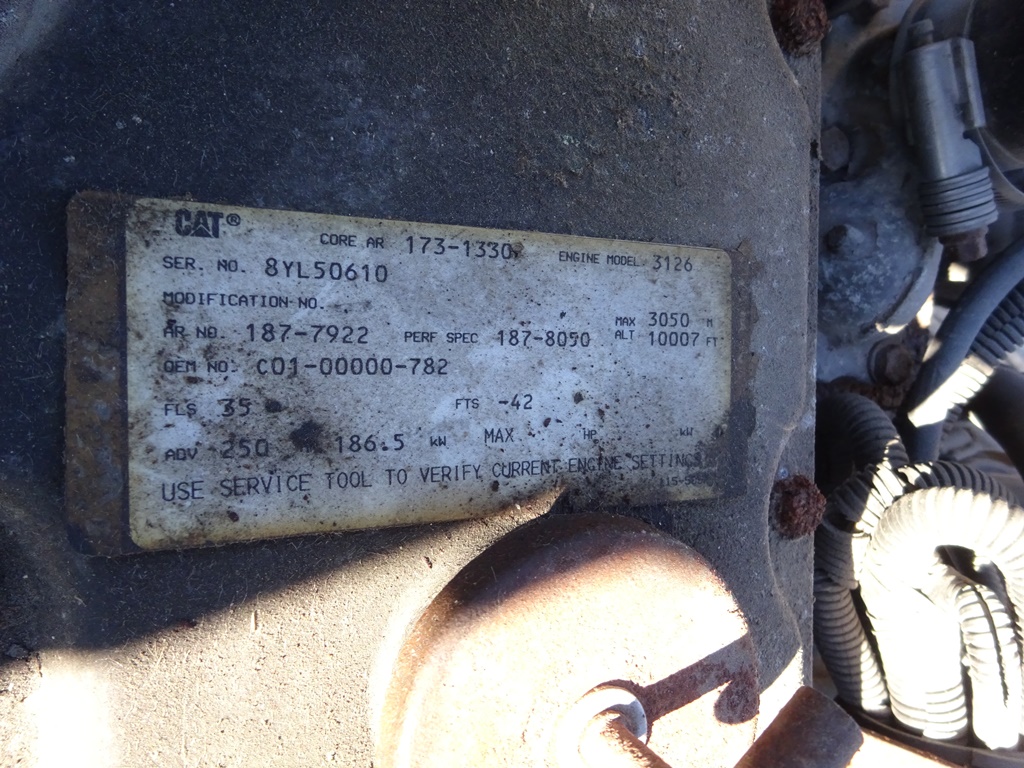 CAT®
CORE AR 173-1330 ENGINE MODEL 3126
SER. NO. 8YL50610
MODIFICATION NO.
AR NO. 187-7922 PERF SPEC 187-8050 MAX ALT 3050 M 10007 FT
OEM NO. C01-00000-782
FLS 35 FTS -42
ADV 250 186.5 kW MAX HP kW
USE SERVICE TOOL TO VERIFY CURRENT ENGINE SETTINGS